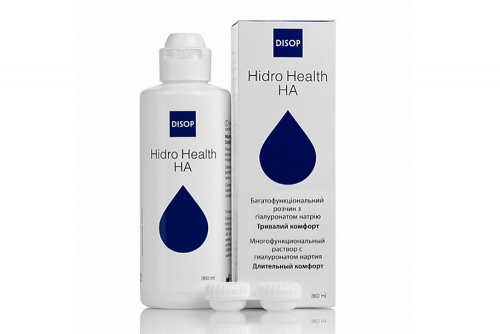 DISOP
Hidro Health
HA
360 ml
DISOP
Hidro Health
HA
Багатофункціональний
розчин з
гіалуронатом натрію
Тривалий комфорт
Многофункциональный
раствор с
гиалуронатом нартия
Длительный комфорт
360 ml